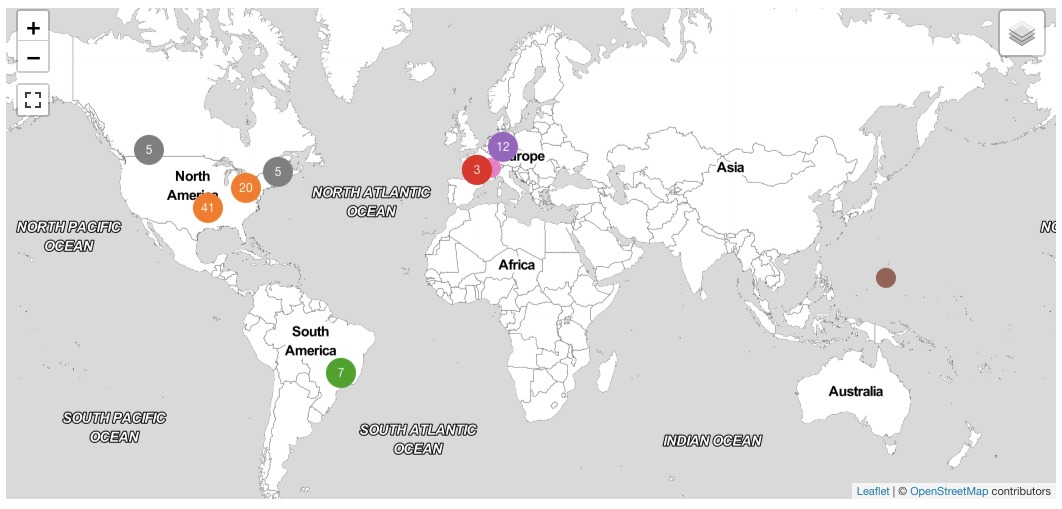 +
−
5
5
North
America
20
41
NORTH ATLANTIC
OCEAN
NORTH PACIFIC
OCEAN
12
3
urope
Asia
NO
Africa
South
America
7
Australia
SOUTH PACIFIC
OCEAN
SOUTH ATLANTIC
OCEAN
INDIAN OCEAN
Leaflet | © OpenStreetMap contributors